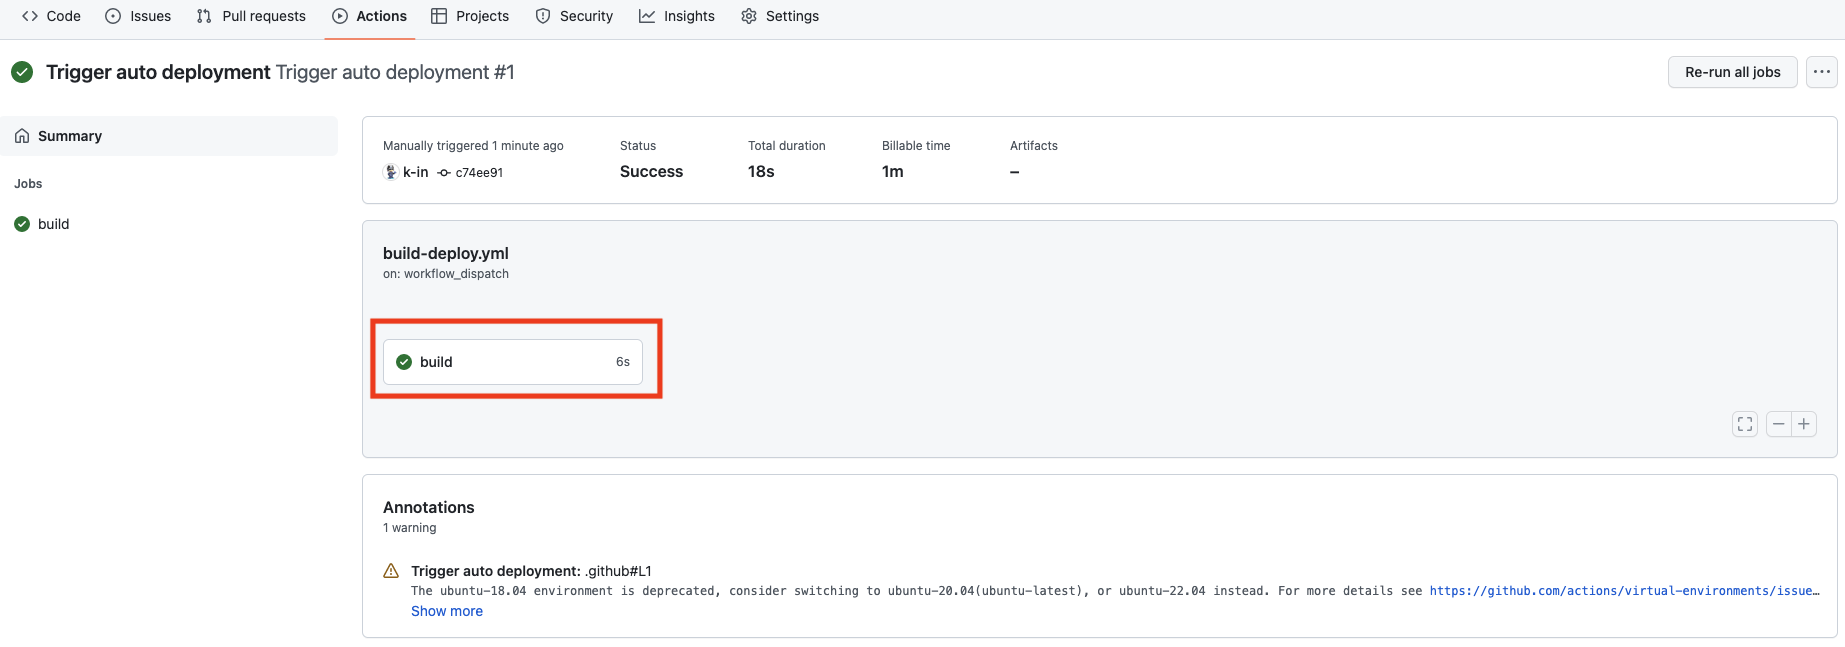 Code Issues Pull requests Actions Projects Security Insights Settings
Trigger auto deployment Trigger auto deployment #1
Re-run all jobs
Summary
Jobs
build
Manually triggered 1 minute ago
k-in c74ee91
Status
Success
Total duration
18s
Billable time
1m
Artifacts
–
build-deploy.yml
on: workflow_dispatch
build 6s
Annotations
1 warning
Trigger auto deployment: .github#L1
The ubuntu-18.04 environment is deprecated, consider switching to ubuntu-20.04(ubuntu-latest), or ubuntu-22.04 instead. For more details see https://github.com/actions/virtual-environments/issue…
Show more